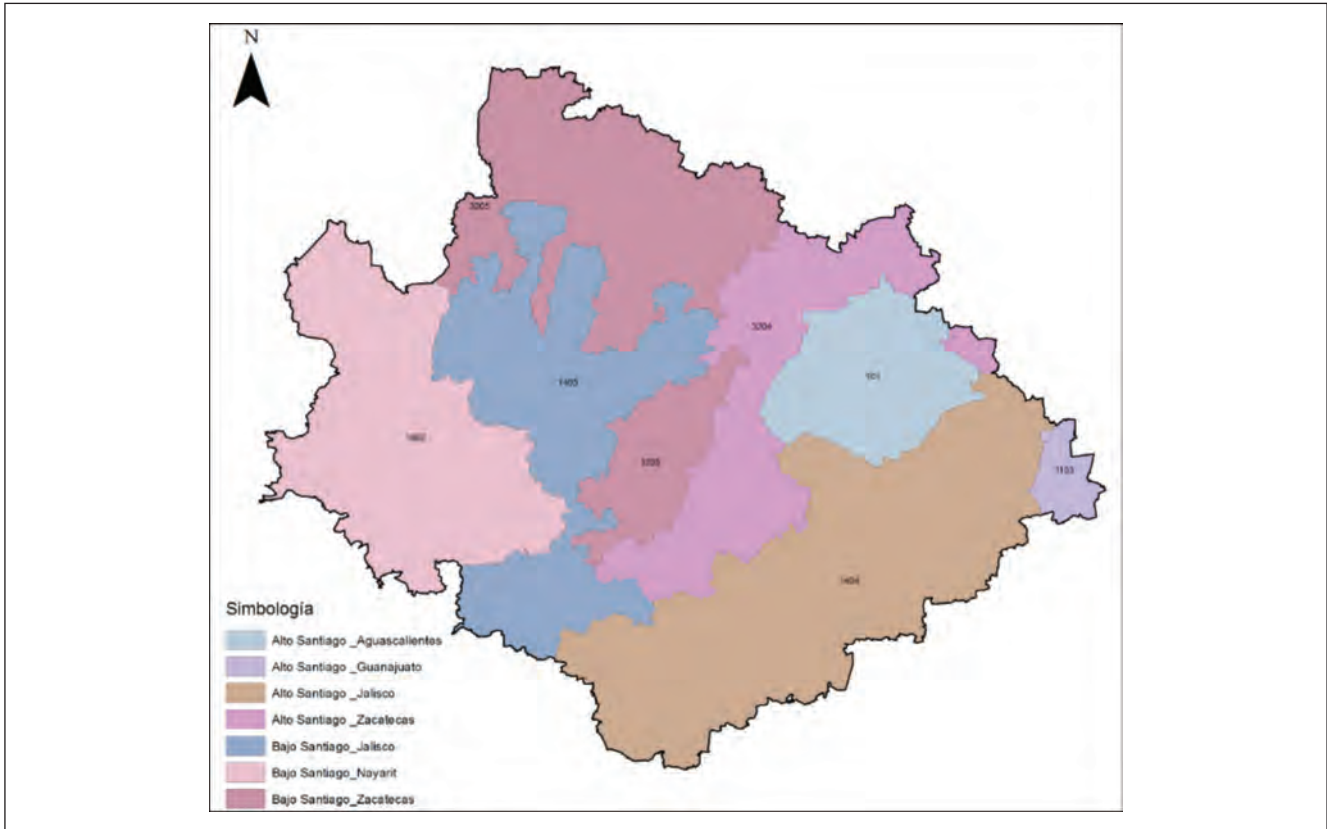 N
3205
3204
101
1405
1802
3205
1103
1404
Simbología
Alto Santiago _Aguascalientes
Alto Santiago _Guanajuato
Alto Santiago _Jalisco
Alto Santiago _Zacatecas
Bajo Santiago_Jalisco
Bajo Santiago_Nayarit
Bajo Santiago_Zacatecas